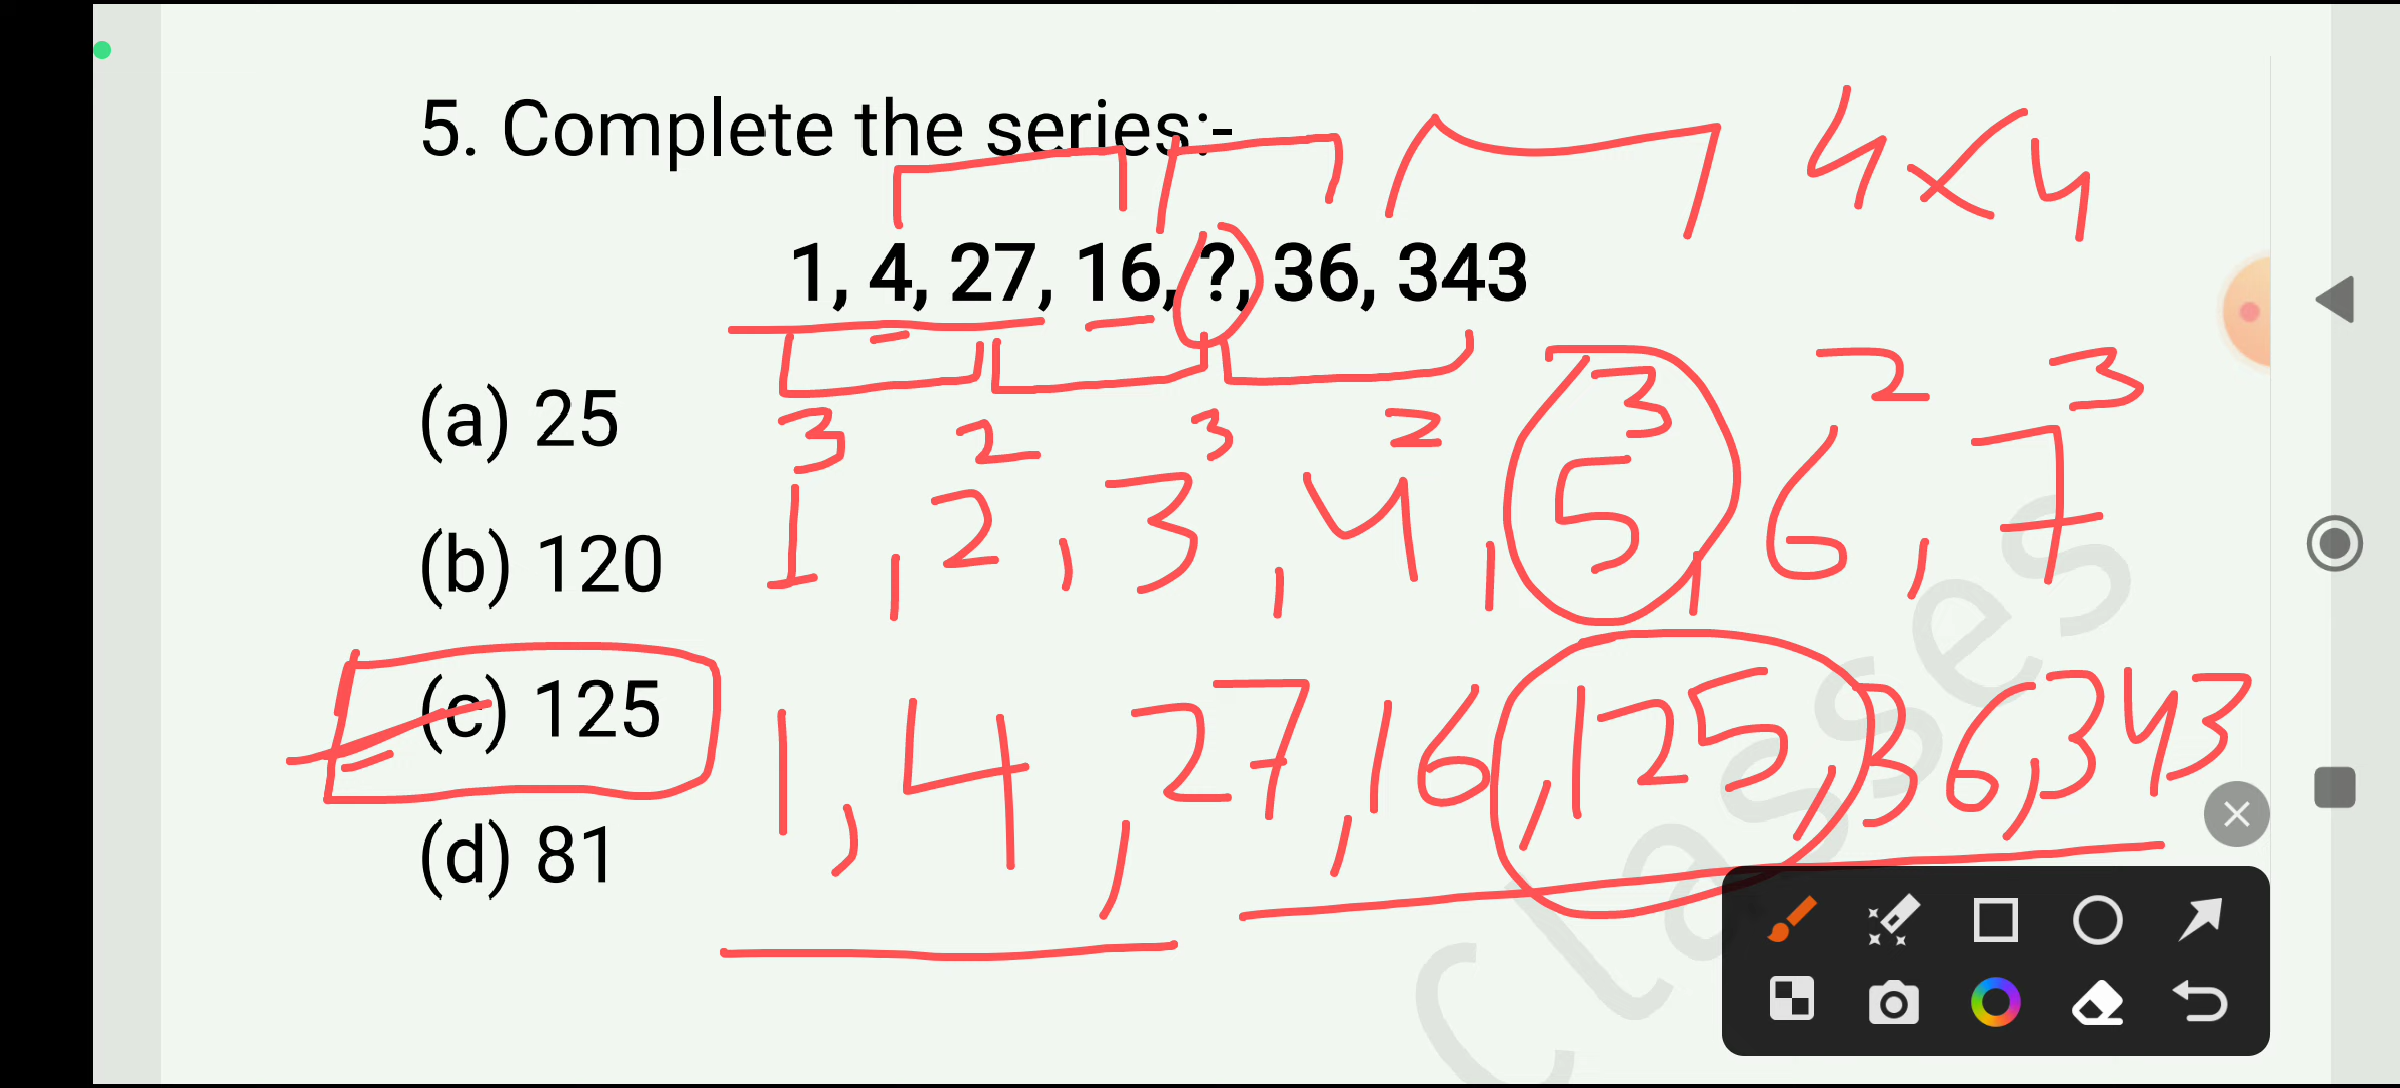 5. Complete the series:-
4 × 4
1, 4, 27, 16, ?, 36, 343
(a) 25
3 2 3 2 3 2 3
1, 2, 3, 4, 5, 6, 7
(b) 120
(c) 125
1, 4, 27, 16, 125, 36, 343
(d) 81
Classes